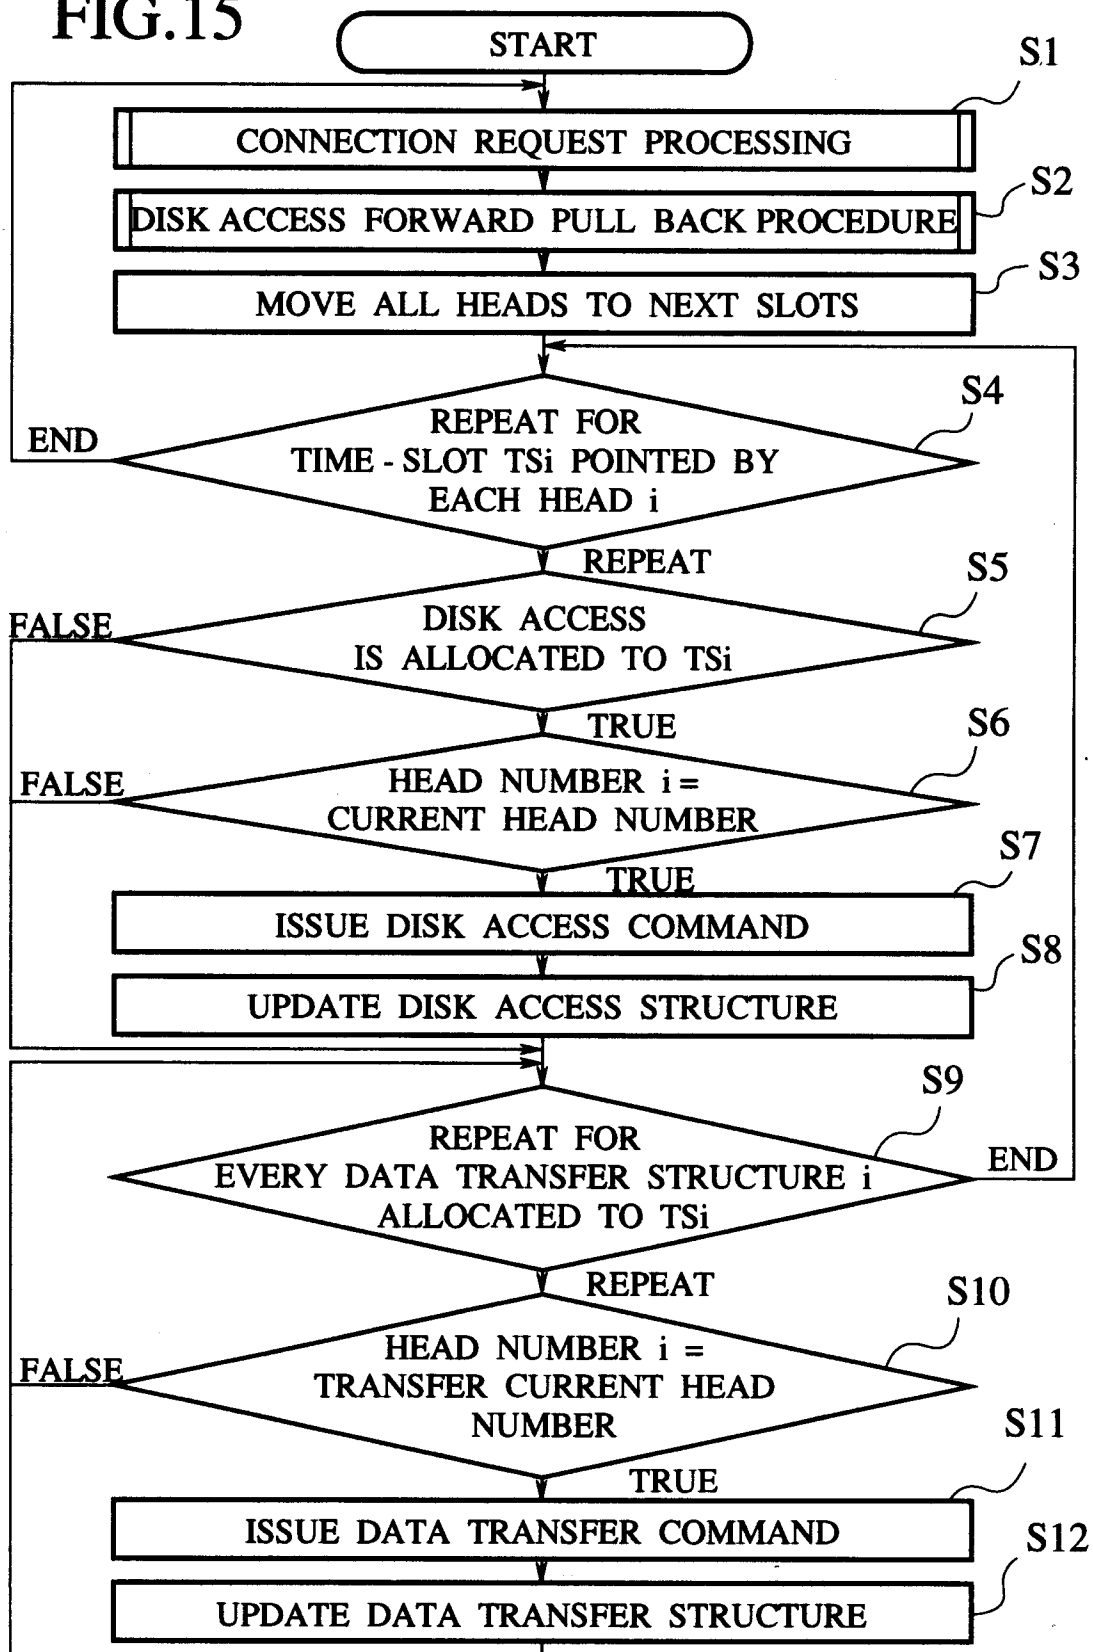 FIG.15
START
S1
CONNECTION REQUEST PROCESSING
S2
DISK ACCESS FORWARD PULL BACK PROCEDURE
S3
MOVE ALL HEADS TO NEXT SLOTS
S4
REPEAT FOR
TIME-SLOT TSi POINTED BY
EACH HEAD i
END
REPEAT
S5
DISK ACCESS
IS ALLOCATED TO TSi
FALSE
TRUE
S6
HEAD NUMBER i =
CURRENT HEAD NUMBER
FALSE
TRUE
S7
ISSUE DISK ACCESS COMMAND
S8
UPDATE DISK ACCESS STRUCTURE
S9
REPEAT FOR
EVERY DATA TRANSFER STRUCTURE i
ALLOCATED TO TSi
END
REPEAT
S10
HEAD NUMBER i =
TRANSFER CURRENT HEAD
NUMBER
FALSE
TRUE
S11
ISSUE DATA TRANSFER COMMAND
S12
UPDATE DATA TRANSFER STRUCTURE